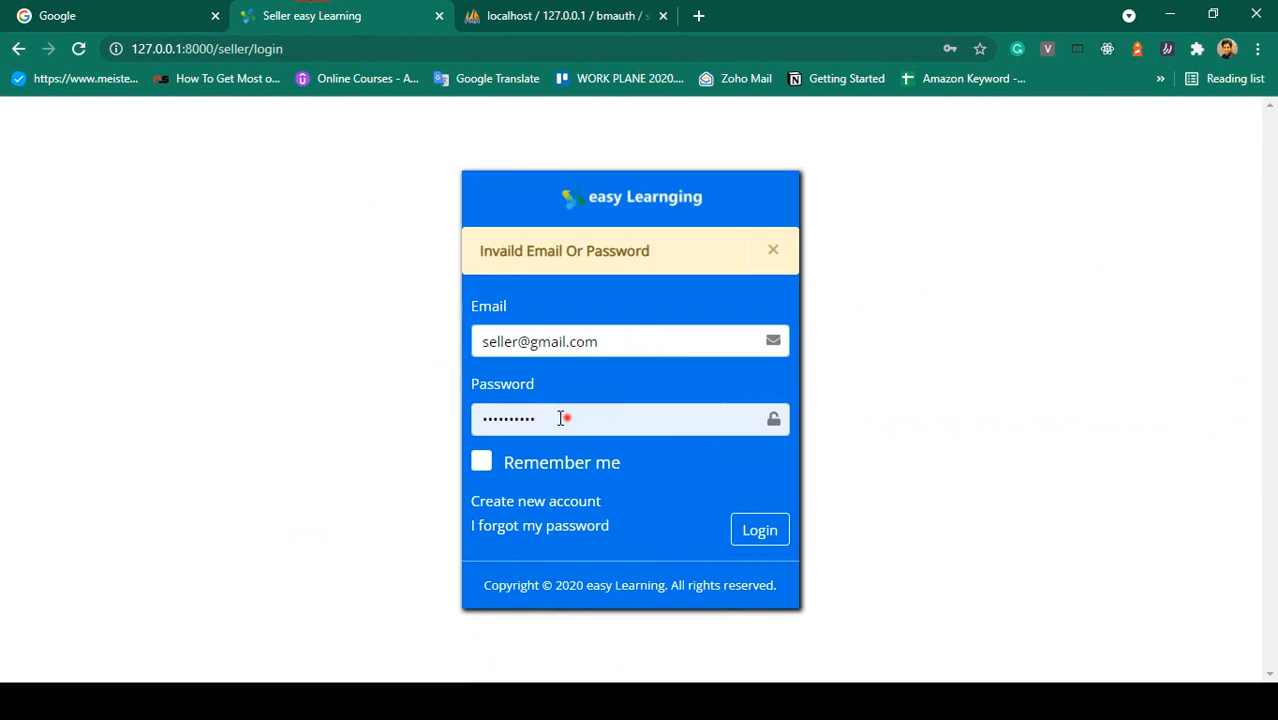 Google
Seller easy Learning
localhost / 127.0.0.1 / bmauth / s
127.0.0.1:8000/seller/login
https://www.meiste...
How To Get Most o...
Online Courses - A...
Google Translate
WORK PLANE 2020....
Zoho Mail
Getting Started
Amazon Keyword -...
»
Reading list
easy Learnging
Invaild Email Or Password
Email
seller@gmail.com
Password
Remember me
Create new account
I forgot my password
Login
Copyright © 2020 easy Learning. All rights reserved.